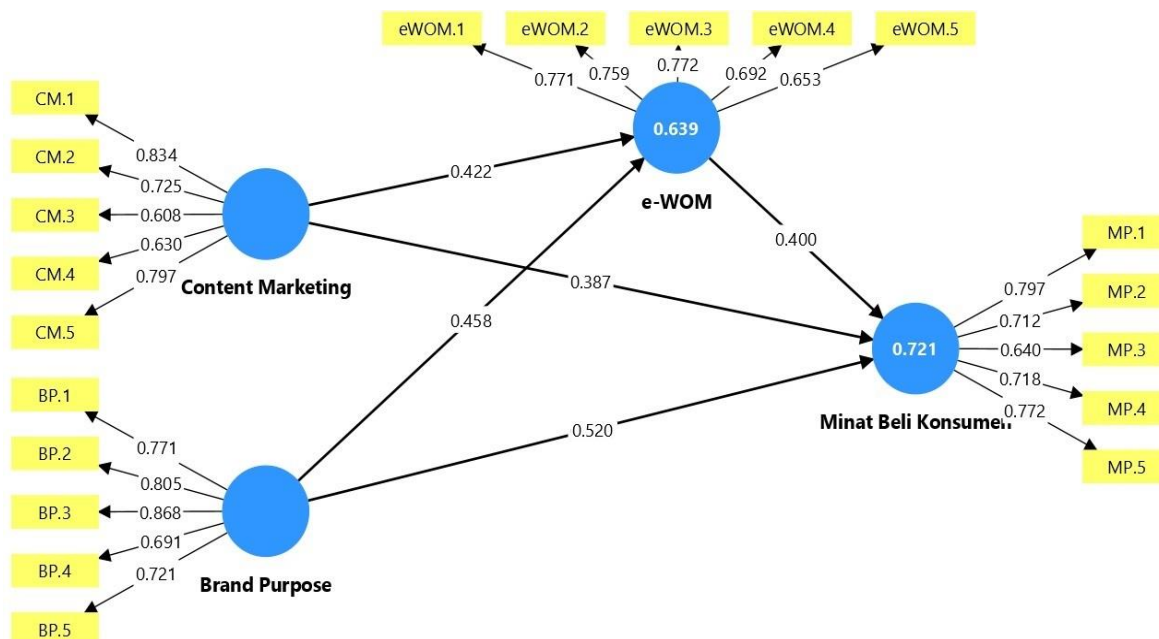 eWOM.1
eWOM.2
eWOM.3
eWOM.4
eWOM.5
0.771
0.759
0.772
0.692
0.653
0.639
e-WOM
CM.1
CM.2
CM.3
CM.4
CM.5
0.834
0.725
0.608
0.630
0.797
Content Marketing
0.422
0.387
0.400
0.458
0.520
MP.1
MP.2
MP.3
MP.4
MP.5
0.797
0.712
0.640
0.718
0.772
0.721
Minat Beli Konsumen
BP.1
BP.2
BP.3
BP.4
BP.5
0.771
0.805
0.868
0.691
0.721
Brand Purpose